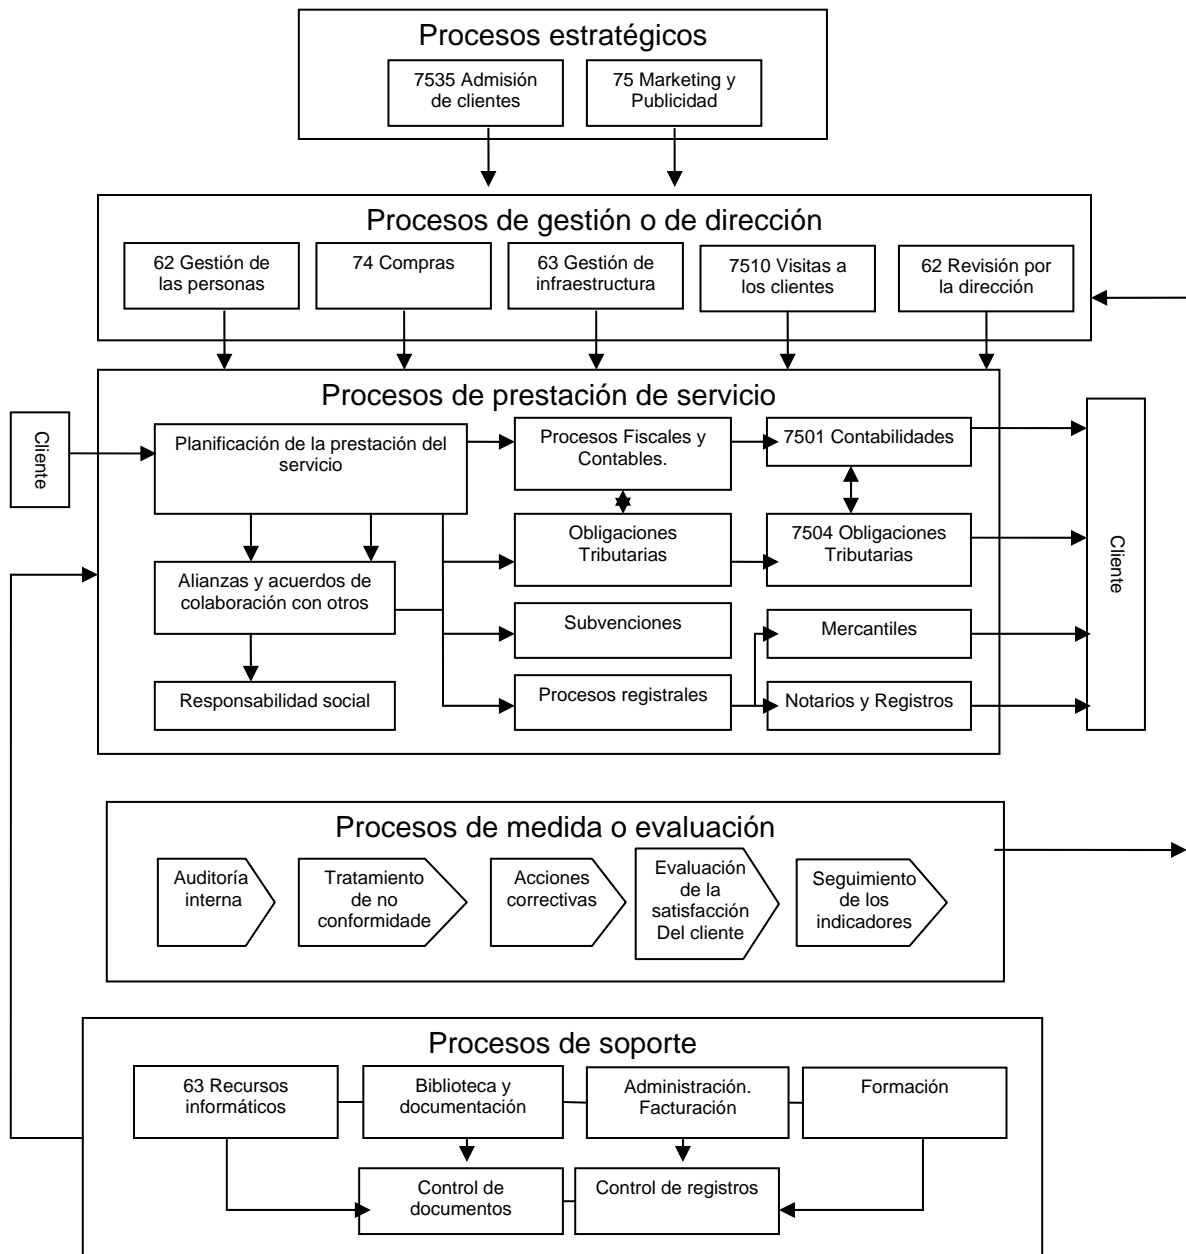 Procesos estratégicos
7535 Admisión
de clientes
75 Marketing y
Publicidad
Procesos de gestión o de dirección
62 Gestión de
las personas
74 Compras
63 Gestión de
infraestructura
7510 Visitas a
los clientes
62 Revisión por
la dirección
Procesos de prestación de servicio
Cliente
Planificación de la prestación del
servicio
Procesos Fiscales y
Contables.
7501 Contabilidades
Obligaciones
Tributarias
7504 Obligaciones
Tributarias
Cliente
Alianzas y acuerdos de
colaboración con otros
Subvenciones
Mercantiles
Responsabilidad social
Procesos registrales
Notarios y Registros
Procesos de medida o evaluación
Auditoría
interna
Tratamiento
de no
conformidade
Acciones
correctivas
Evaluación
de la
satisfacción
Del cliente
Seguimiento
de los
indicadores
Procesos de soporte
63 Recursos
informáticos
Biblioteca y
documentación
Administración.
Facturación
Formación
Control de
documentos
Control de registros